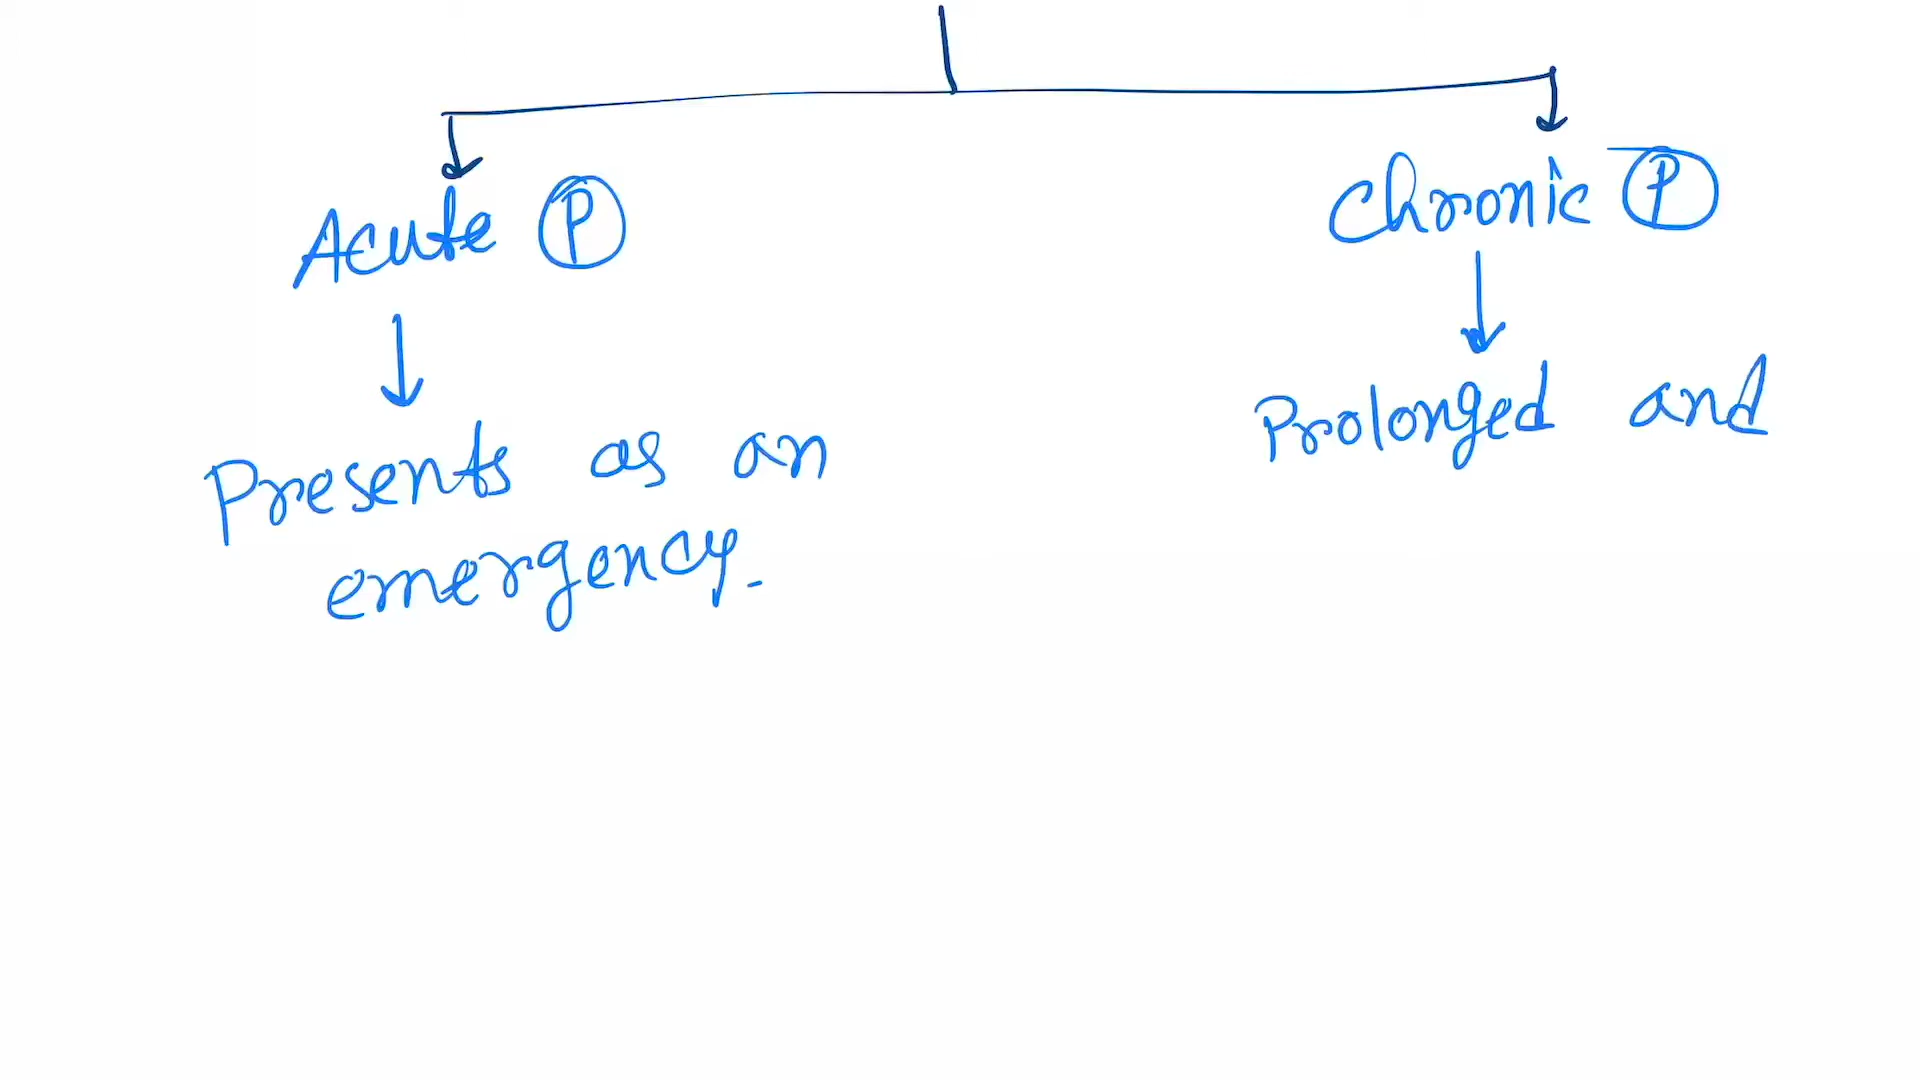 Acute P
Chronic P
Presents as an
emergency.
Prolonged and